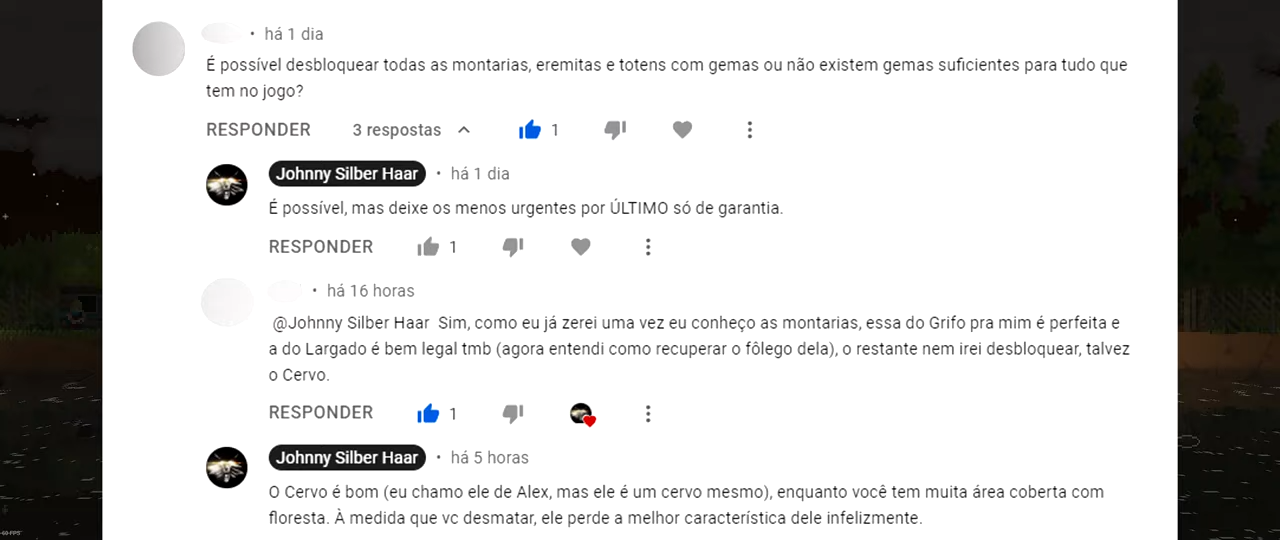 • há 1 dia
É possível desbloquear todas as montarias, eremitas e totens com gemas ou não existem gemas suficientes para tudo que
tem no jogo?
RESPONDER 3 respostas 1
Johnny Silber Haar • há 1 dia
É possível, mas deixe os menos urgentes por ÚLTIMO só de garantia.
RESPONDER 1
• há 16 horas
@Johnny Silber Haar Sim, como eu já zerei uma vez eu conheço as montarias, essa do Grifo pra mim é perfeita e
a do Largado é bem legal tmb (agora entendi como recuperar o fôlego dela), o restante nem irei desbloquear, talvez
o Cervo.
RESPONDER 1
Johnny Silber Haar • há 5 horas
O Cervo é bom (eu chamo ele de Alex, mas ele é um cervo mesmo), enquanto você tem muita área coberta com
floresta. À medida que vc desmatar, ele perde a melhor característica dele infelizmente.